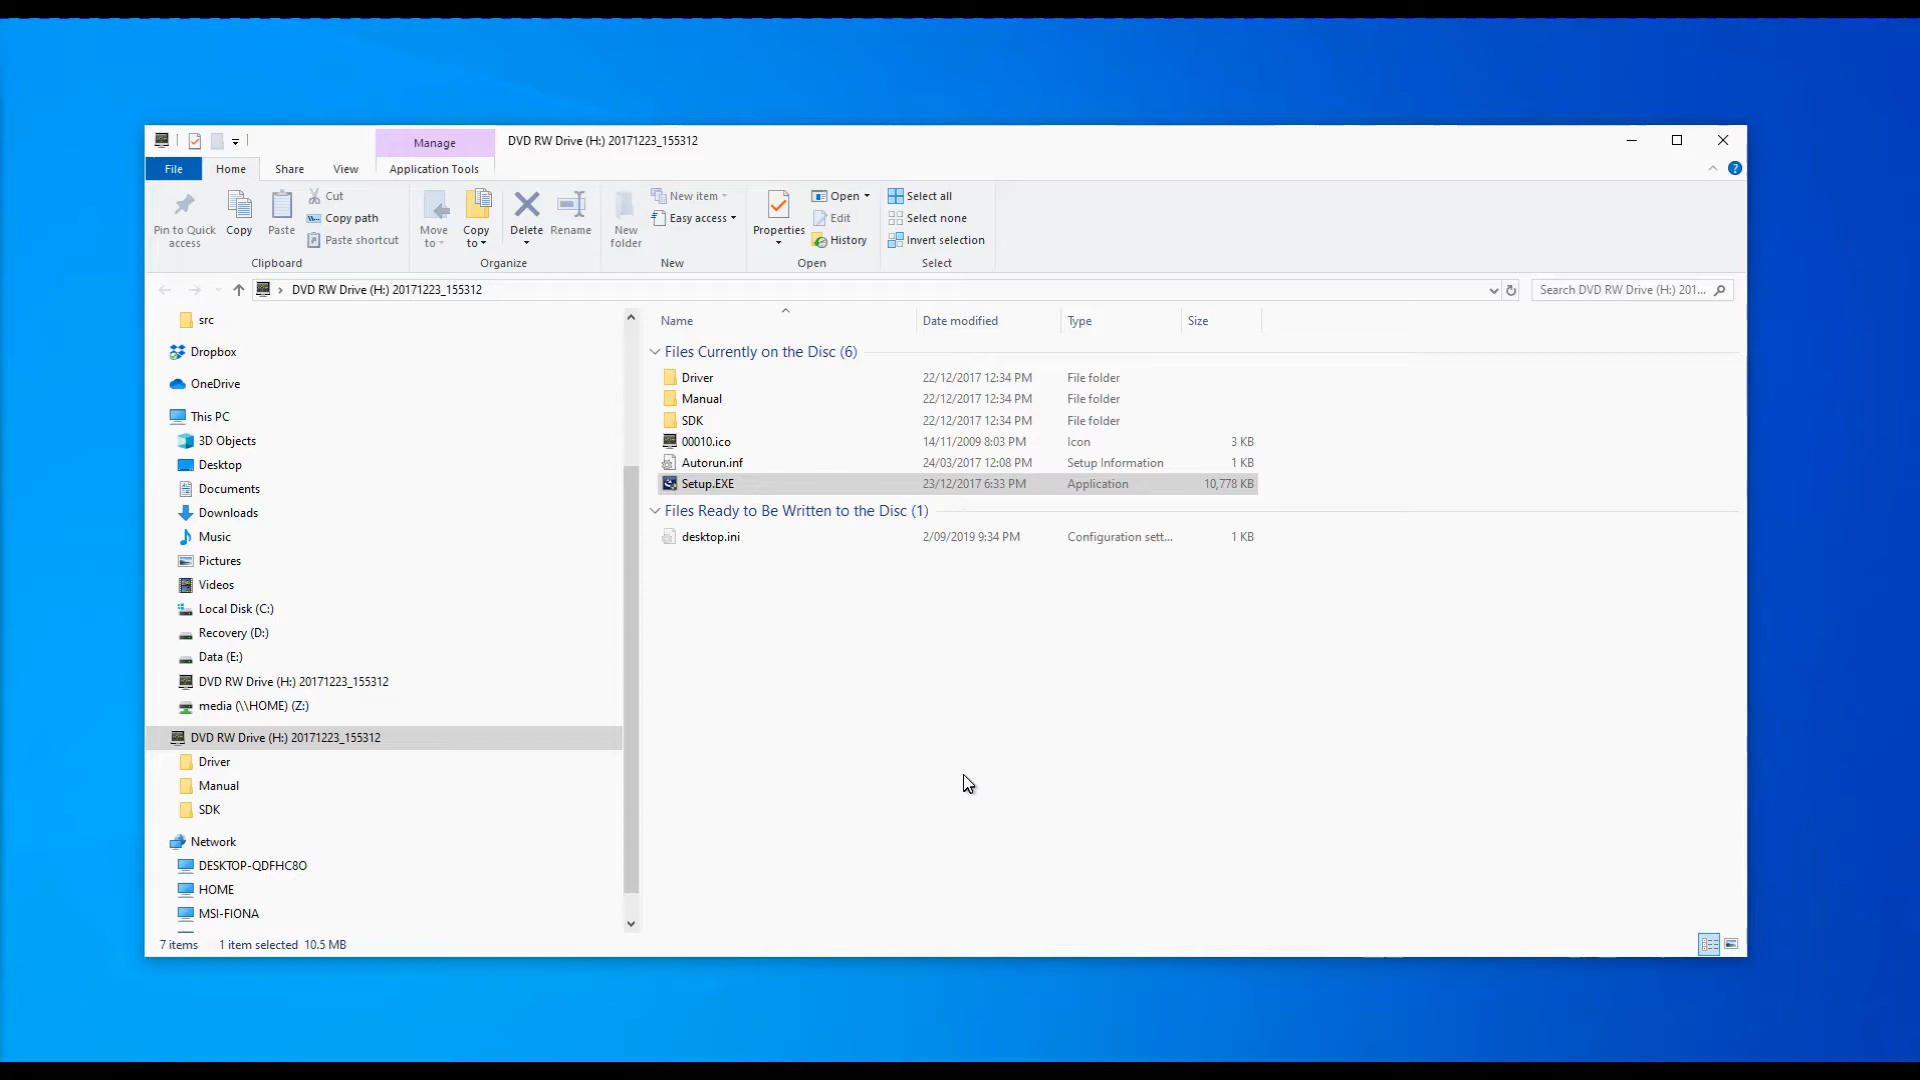 Manage
DVD RW Drive (H:) 20171223_155312
File
Home
Share
View
Application Tools
Pin to Quick access
Copy
Paste
Cut
Copy path
Paste shortcut
Clipboard
Move to
Copy to
Delete
Rename
Organize
New folder
New item
Easy access
New
Properties
Open
Edit
History
Open
Select all
Select none
Invert selection
Select
DVD RW Drive (H:) 20171223_155312
Search DVD RW Drive (H:) 201...
src
Dropbox
OneDrive
This PC
3D Objects
Desktop
Documents
Downloads
Music
Pictures
Videos
Local Disk (C:)
Recovery (D:)
Data (E:)
DVD RW Drive (H:) 20171223_155312
media (\\HOME) (Z:)
DVD RW Drive (H:) 20171223_155312
Driver
Manual
SDK
Network
DESKTOP-QDFHC8O
HOME
MSI-FIONA
Name Date modified Type Size
Files Currently on the Disc (6)
Driver 22/12/2017 12:34 PM File folder
Manual 22/12/2017 12:34 PM File folder
SDK 22/12/2017 12:34 PM File folder
00010.ico 14/11/2009 8:03 PM Icon 3 KB
Autorun.inf 24/03/2017 12:08 PM Setup Information 1 KB
Setup.EXE 23/12/2017 6:33 PM Application 10,778 KB
Files Ready to Be Written to the Disc (1)
desktop.ini 2/09/2019 9:34 PM Configuration sett... 1 KB
7 items 1 item selected 10.5 MB